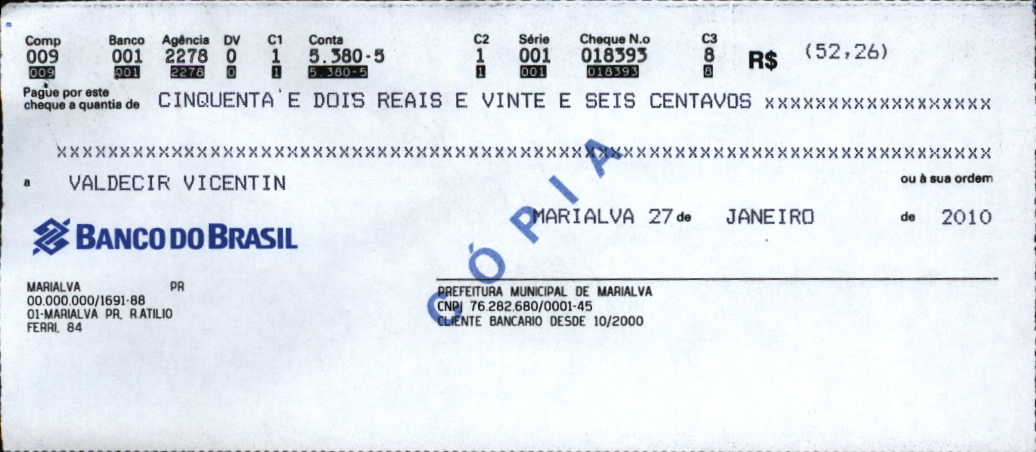 Comp Banco Agência DV C1 Conta C2 Série Cheque N.o C3
009 001 2278 0 1 5.380-5 1 001 018393 8 R$ (52,26)
009 001 2278 0 1 5.380-5 1 001 018393 8
Pague por este
cheque a quantia de CINQUENTA E DOIS REAIS E VINTE E SEIS CENTAVOS xxxxxxxxxxxxxxxxxx
xxxxxxxxxxxxxxxxxxxxxxxxxxxxxxxxxxxxxxxxxxxxxxxxxxxxxxxxxxxxxxxxxxxxxxxxxx
a VALDECIR VICENTIN ou à sua ordem
MARIALVA 27 de JANEIRO de 2010
BANCO DO BRASIL
CÓPIA
MARIALVA PR
00.000.000/1691-88
01-MARIALVA PR, R.ATILIO
FERRI, 84
PREFEITURA MUNICIPAL DE MARIALVA
CNPJ 76.282.680/0001-45
CLIENTE BANCARIO DESDE 10/2000